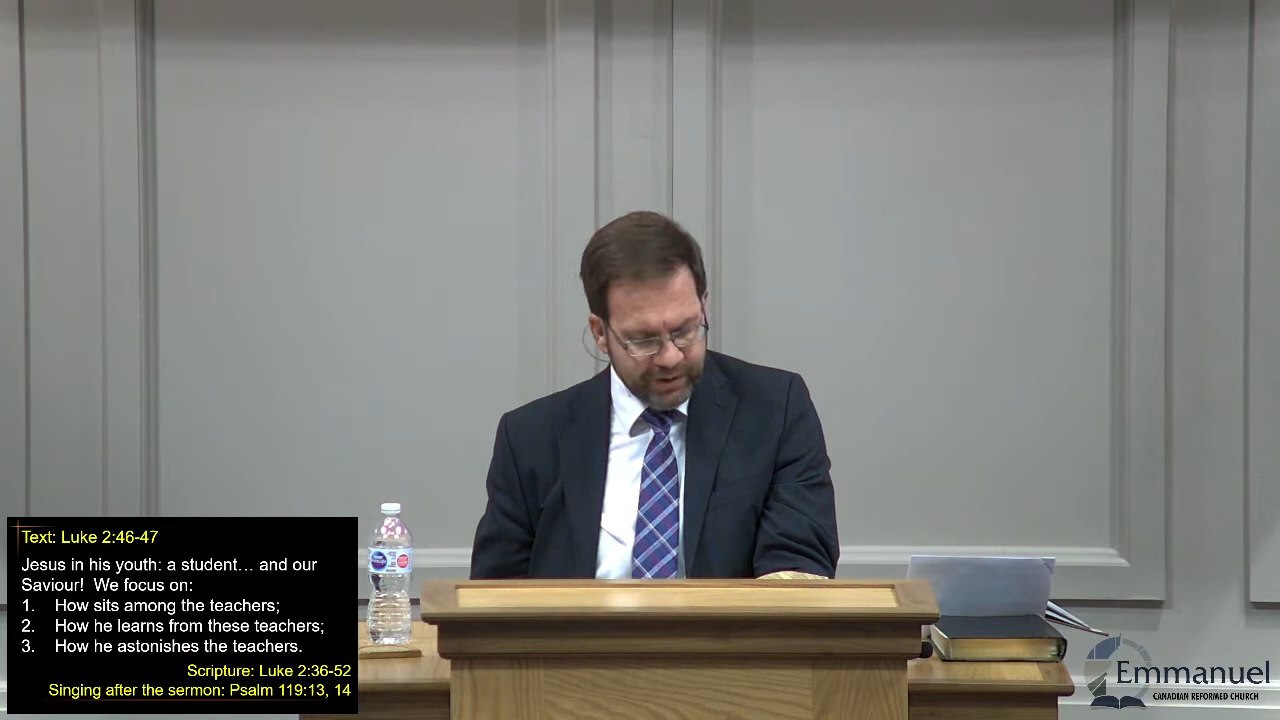 Text: Luke 2:46-47
Jesus in his youth: a student… and our
Saviour! We focus on:
1. How sits among the teachers;
2. How he learns from these teachers;
3. How he astonishes the teachers.
Scripture: Luke 2:36-52
Singing after the sermon: Psalm 119:13, 14
Emmanuel
CANADIAN REFORMED CHURCH